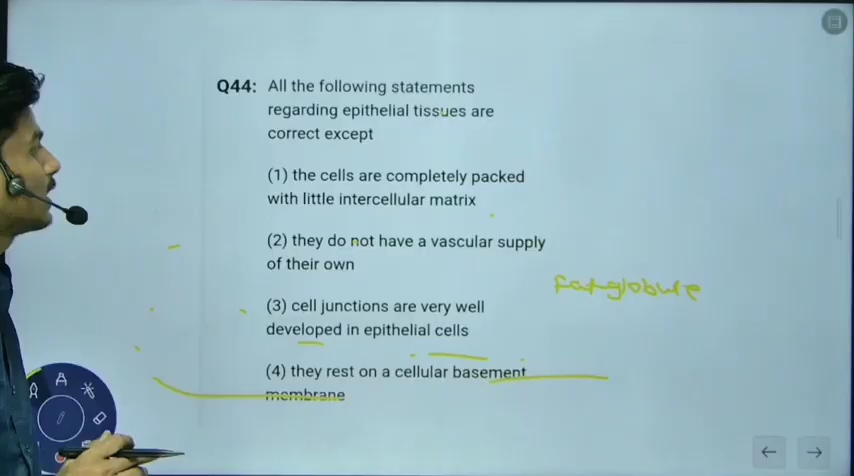 Q44: All the following statements
regarding epithelial tissues are
correct except
(1) the cells are completely packed
with little intercellular matrix
(2) they do not have a vascular supply
of their own
fatglobule
(3) cell junctions are very well
developed in epithelial cells
(4) they rest on a cellular basement
membrane